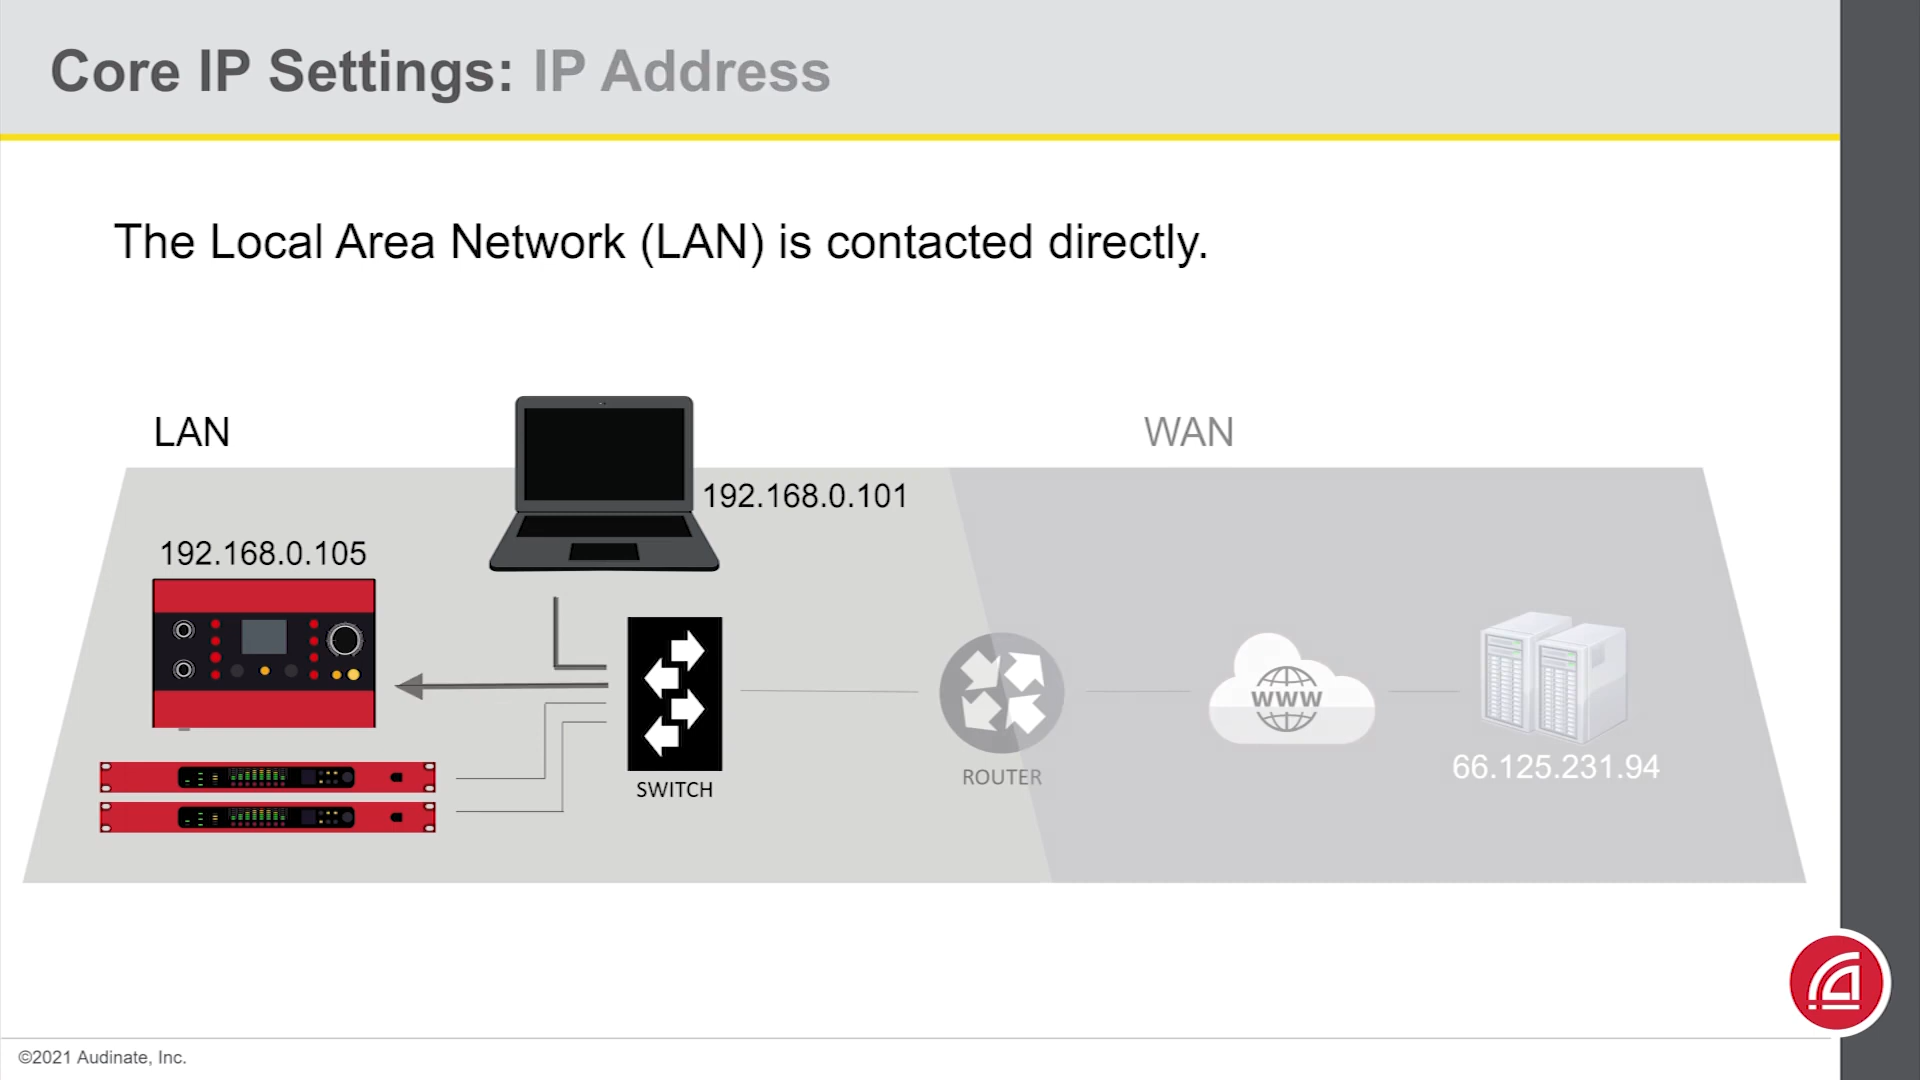 Core IP Settings: IP Address
The Local Area Network (LAN) is contacted directly.
LAN
WAN
192.168.0.101
192.168.0.105
WWW
66.125.231.94
ROUTER
SWITCH
©2021 Audinate, Inc.